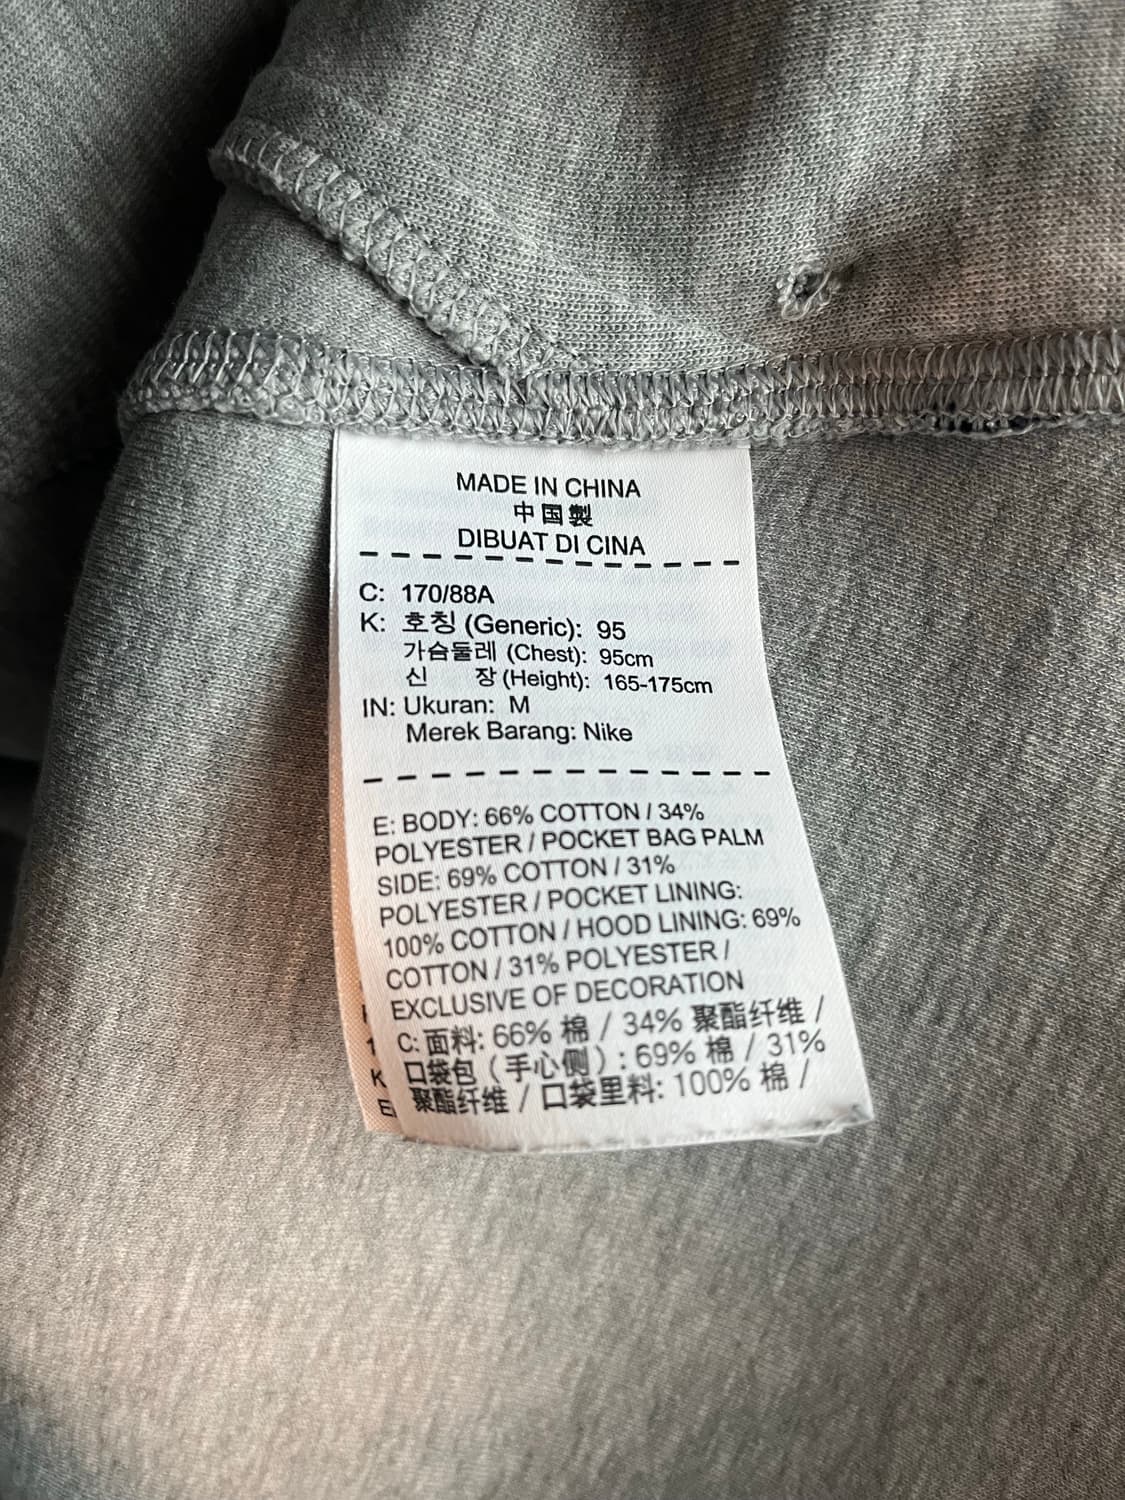 MADE IN CHINA
中国製
DIBUAT DI CINA
C: 170/88A
K: 호칭 (Generic): 95
가슴둘레 (Chest): 95cm
신 장 (Height): 165-175cm
IN: Ukuran: M
Merek Barang: Nike
E: BODY: 66% COTTON / 34%
POLYESTER / POCKET BAG PALM
SIDE: 69% COTTON / 31%
POLYESTER / POCKET LINING:
100% COTTON / HOOD LINING: 69%
COTTON / 31% POLYESTER /
EXCLUSIVE OF DECORATION
C: 面料: 66% 棉 / 34% 聚酯纤维 /
口袋包（手心侧）: 69% 棉 / 31%
聚酯纤维 / 口袋里料: 100% 棉 /
1
K
E